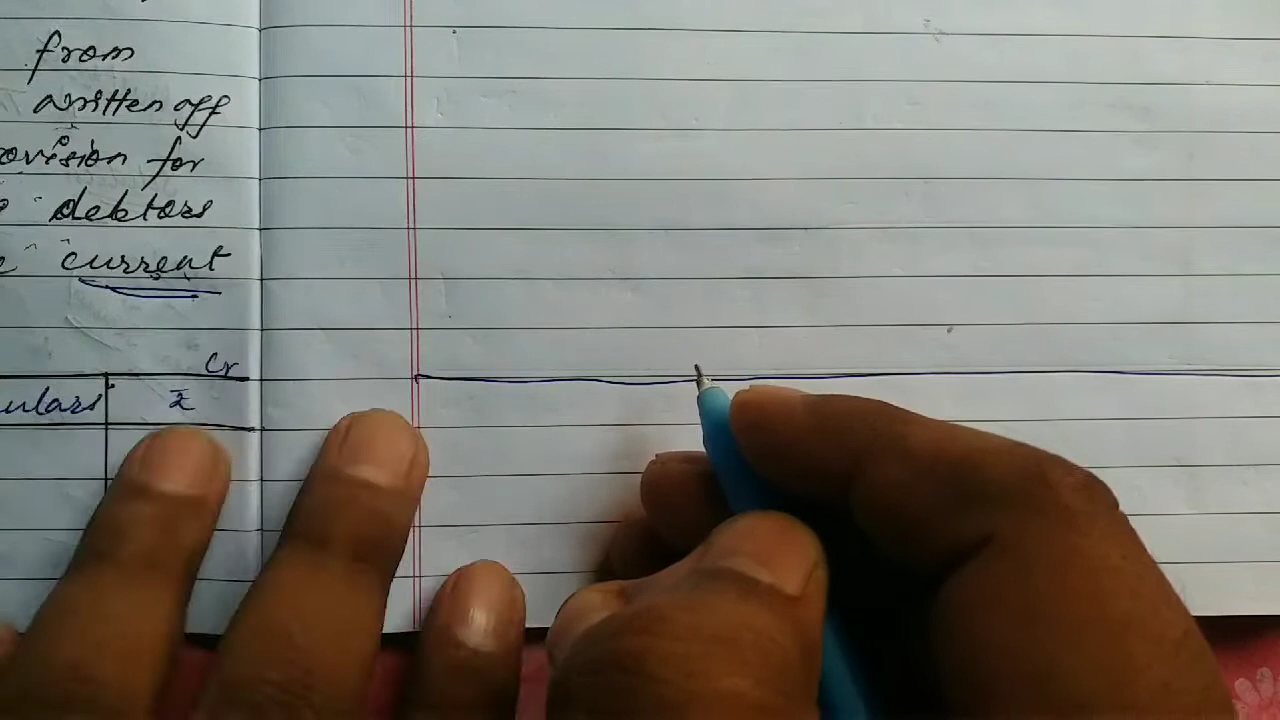 from
written off
ovision for
debtors
current
Cr
ulars ₹